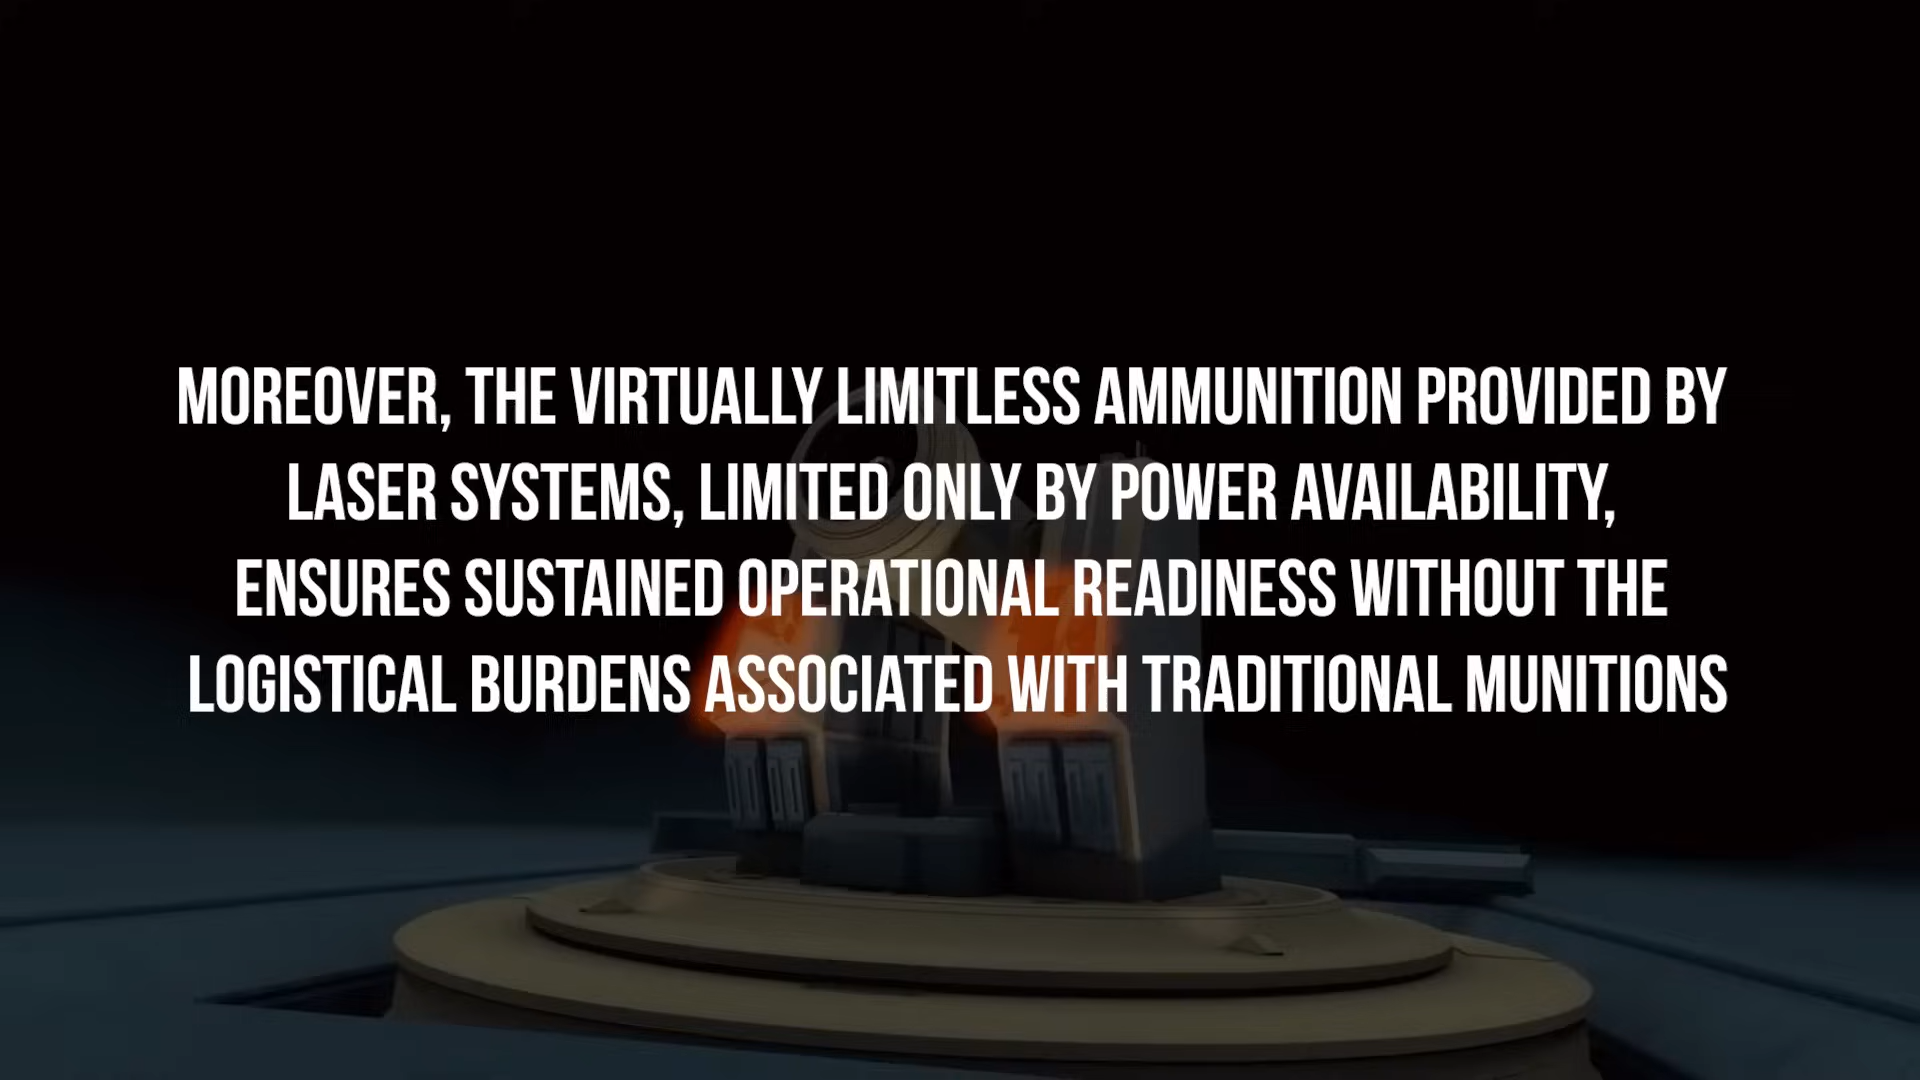 MOREOVER, THE VIRTUALLY LIMITLESS AMMUNITION PROVIDED BY
LASER SYSTEMS, LIMITED ONLY BY POWER AVAILABILITY,
ENSURES SUSTAINED OPERATIONAL READINESS WITHOUT THE
LOGISTICAL BURDENS ASSOCIATED WITH TRADITIONAL MUNITIONS